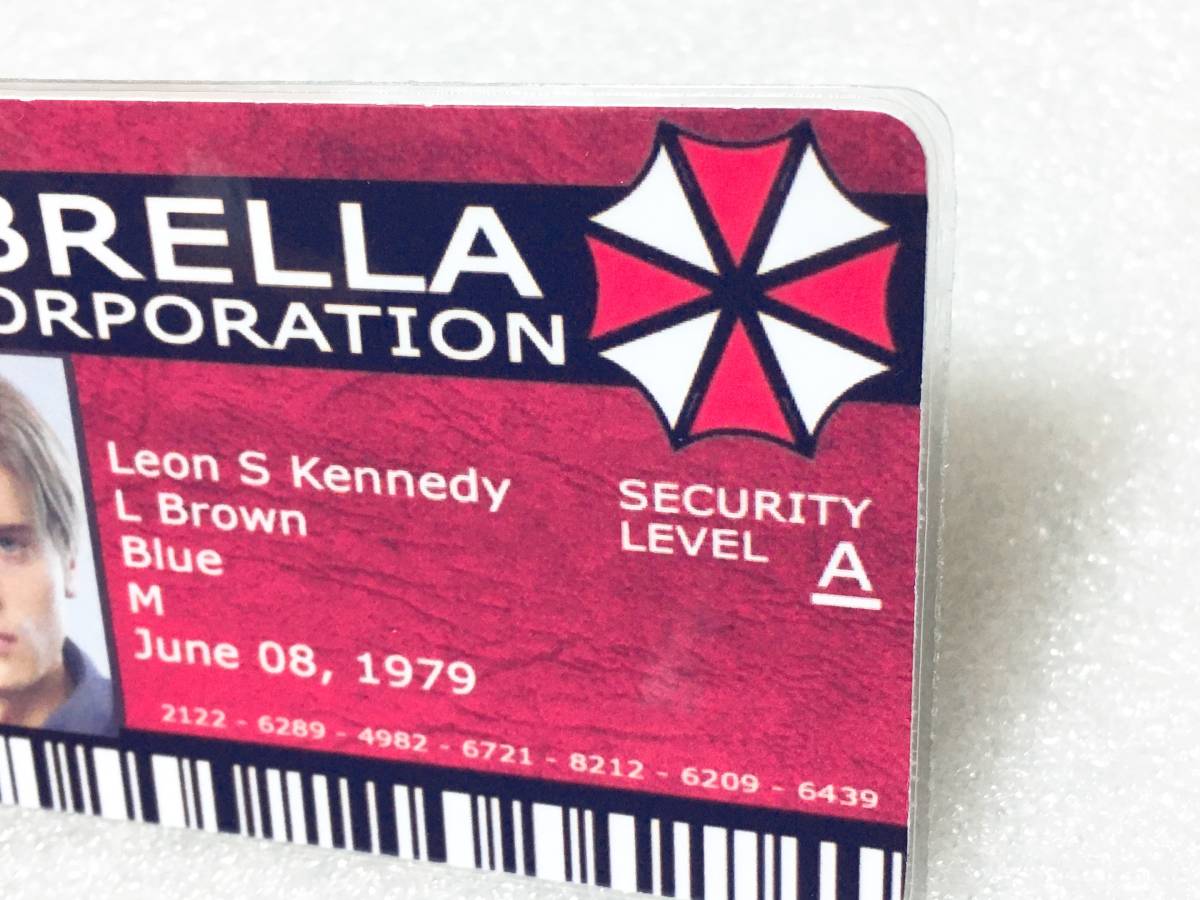 BRELLA
ORPORATION
Leon S Kennedy
L Brown
Blue
M
June 08, 1979
SECURITY
LEVEL A
2122 - 6289 - 4982 - 6721 - 8212 - 6209 - 6439